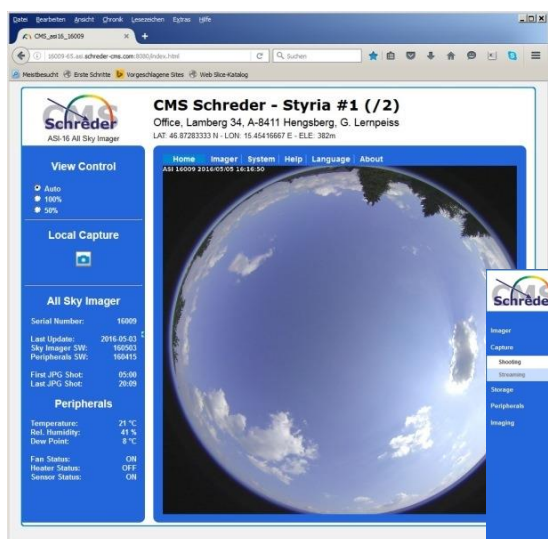 Datei Bearbeiten Ansicht Chronik Lesezeichen Extras Hilfe
CMS_asi16_16009
16009-65.asi.schreder-cms.com:8080/index.html
Suchen
Meistbesucht Erste Schritte Vorgeschlagene Sites Web Slice-Katalog
CMS
Schreder
ASI-16 All Sky Imager
CMS Schreder - Styria #1 (/2)
Office, Lamberg 34, A-8411 Hengsberg, G. Lernpeiss
LAT: 46.87283333 N - LON: 15.45416667 E - ELE: 382m
View Control
Auto
100%
50%
Local Capture
All Sky Imager
Serial Number: 16009
Last Update: 2016-05-03
Sky Imager SW: 160503
Peripherals SW: 160415
First JPG Shot: 05:00
Last JPG Shot: 20:09
Peripherals
Temperature: 21 °C
Rel. Humidity: 41 %
Dew Point: 8 °C
Fan Status: ON
Heater Status: OFF
Sensor Status: ON
Home Imager System Help Language About
ASI 16009 2016/05/05 16:16:50
CMS
Schrede
Imager
Capture
Shooting
Streaming
Storage
Peripherals
Imaging